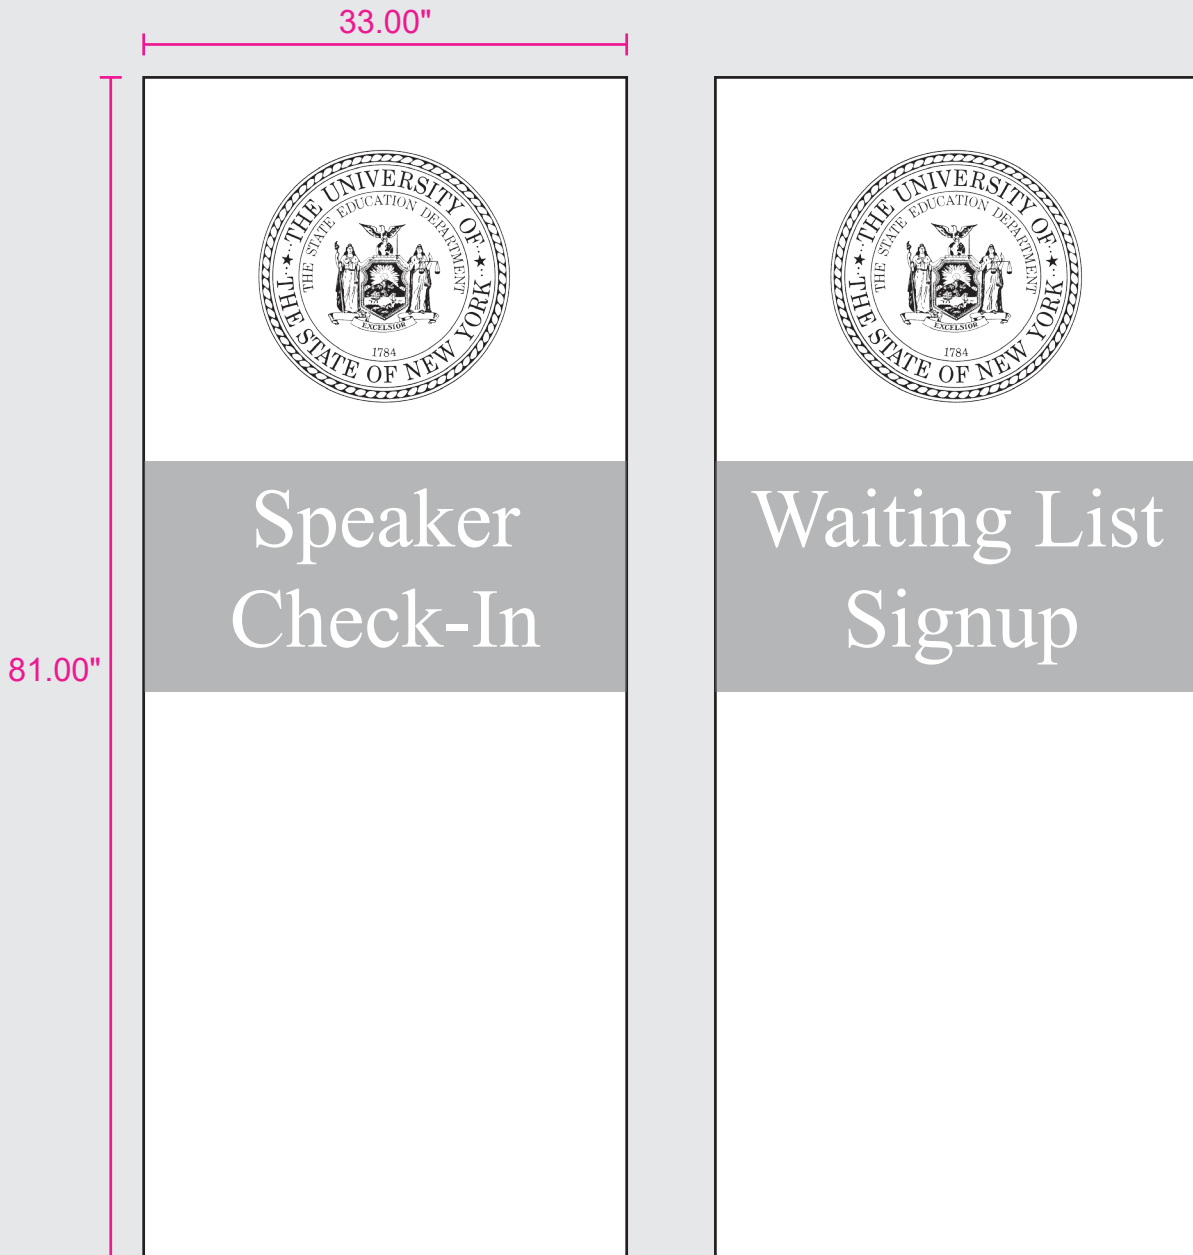 33.00"
81.00"
THE UNIVERSITY OF
THE STATE OF NEW YORK
THE STATE EDUCATION DEPARTMENT
EXCELSIOR
1784
Speaker
Check-In
THE UNIVERSITY OF
THE STATE OF NEW YORK
THE STATE EDUCATION DEPARTMENT
EXCELSIOR
1784
Waiting List
Signup